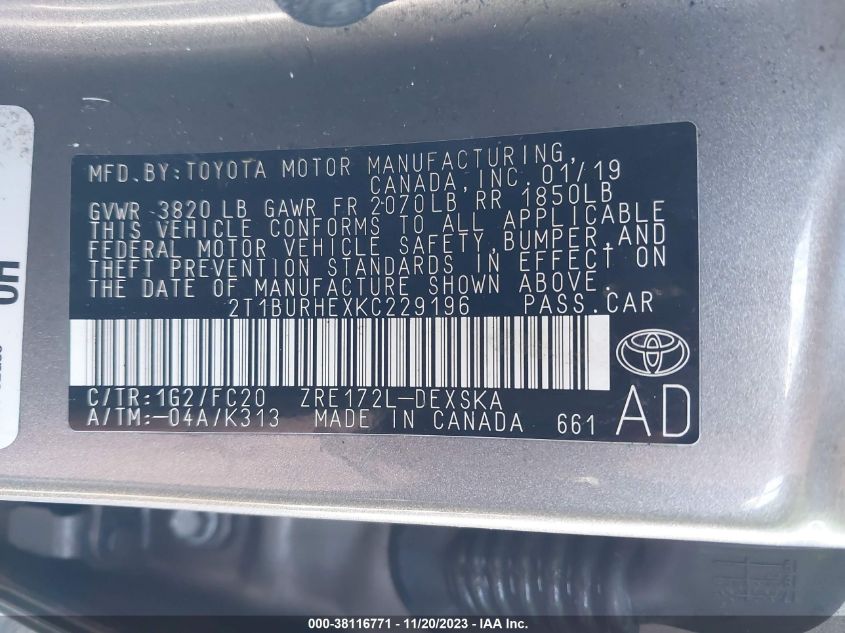 MFD. BY: TOYOTA MOTOR MANUFACTURING,
CANADA, INC. 01/19
GVWR 3820 LB GAWR FR 2070LB RR 1850LB
THIS VEHICLE CONFORMS TO ALL APPLICABLE
FEDERAL MOTOR VEHICLE SAFETY, BUMPER, AND
THEFT PREVENTION STANDARDS IN EFFECT ON
THE DATE OF MANUFACTURE SHOWN ABOVE.
2T1BURHEXKC229196 PASS. CAR
C/TR: 1G2/FC20 ZRE172L-DEXSKA
A/TM: -04A/K313 MADE IN CANADA 661
AD
000-38116771 - 11/20/2023 - © IAA Inc.